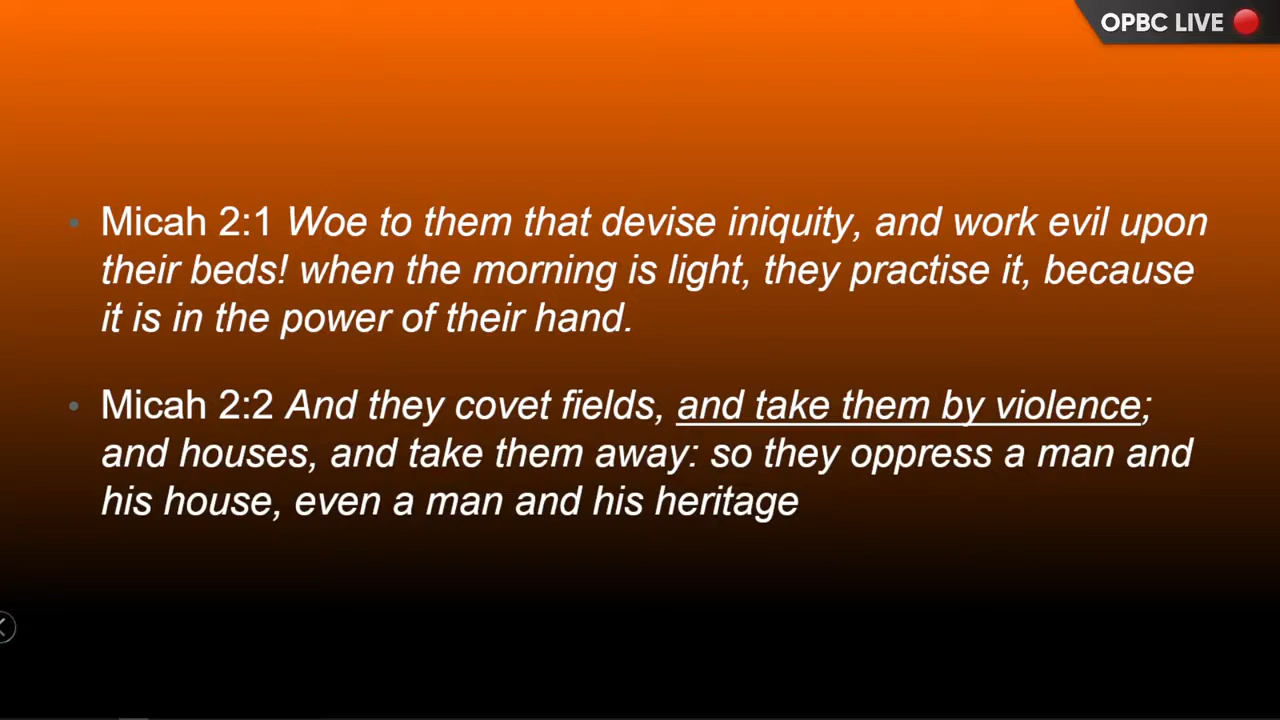 OPBC LIVE
• Micah 2:1 Woe to them that devise iniquity, and work evil upon
their beds! when the morning is light, they practise it, because
it is in the power of their hand.
• Micah 2:2 And they covet fields, and take them by violence;
and houses, and take them away: so they oppress a man and
his house, even a man and his heritage